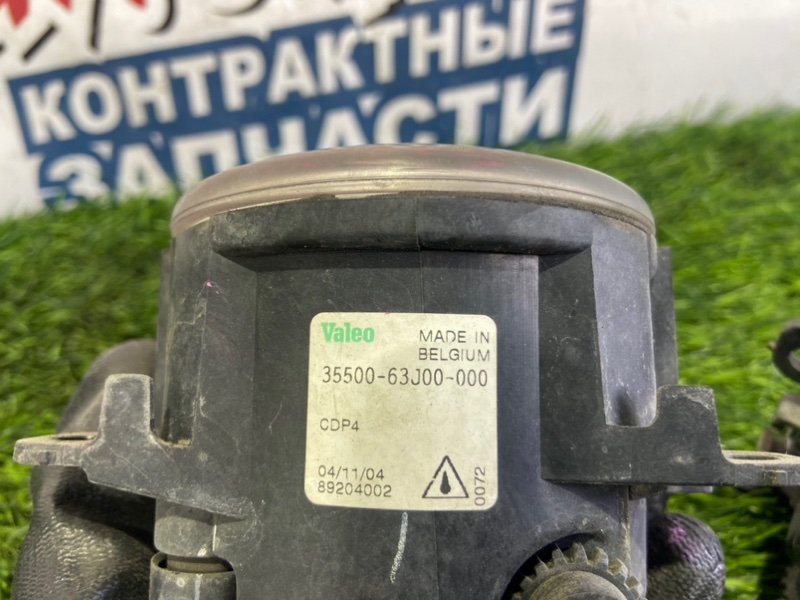 КОНТРАКТНЫЕ
ЗАПЧАСТИ
Valeo
MADE IN
BELGIUM
35500-63J00-000
CDP4
04/11/04
89204002
0072